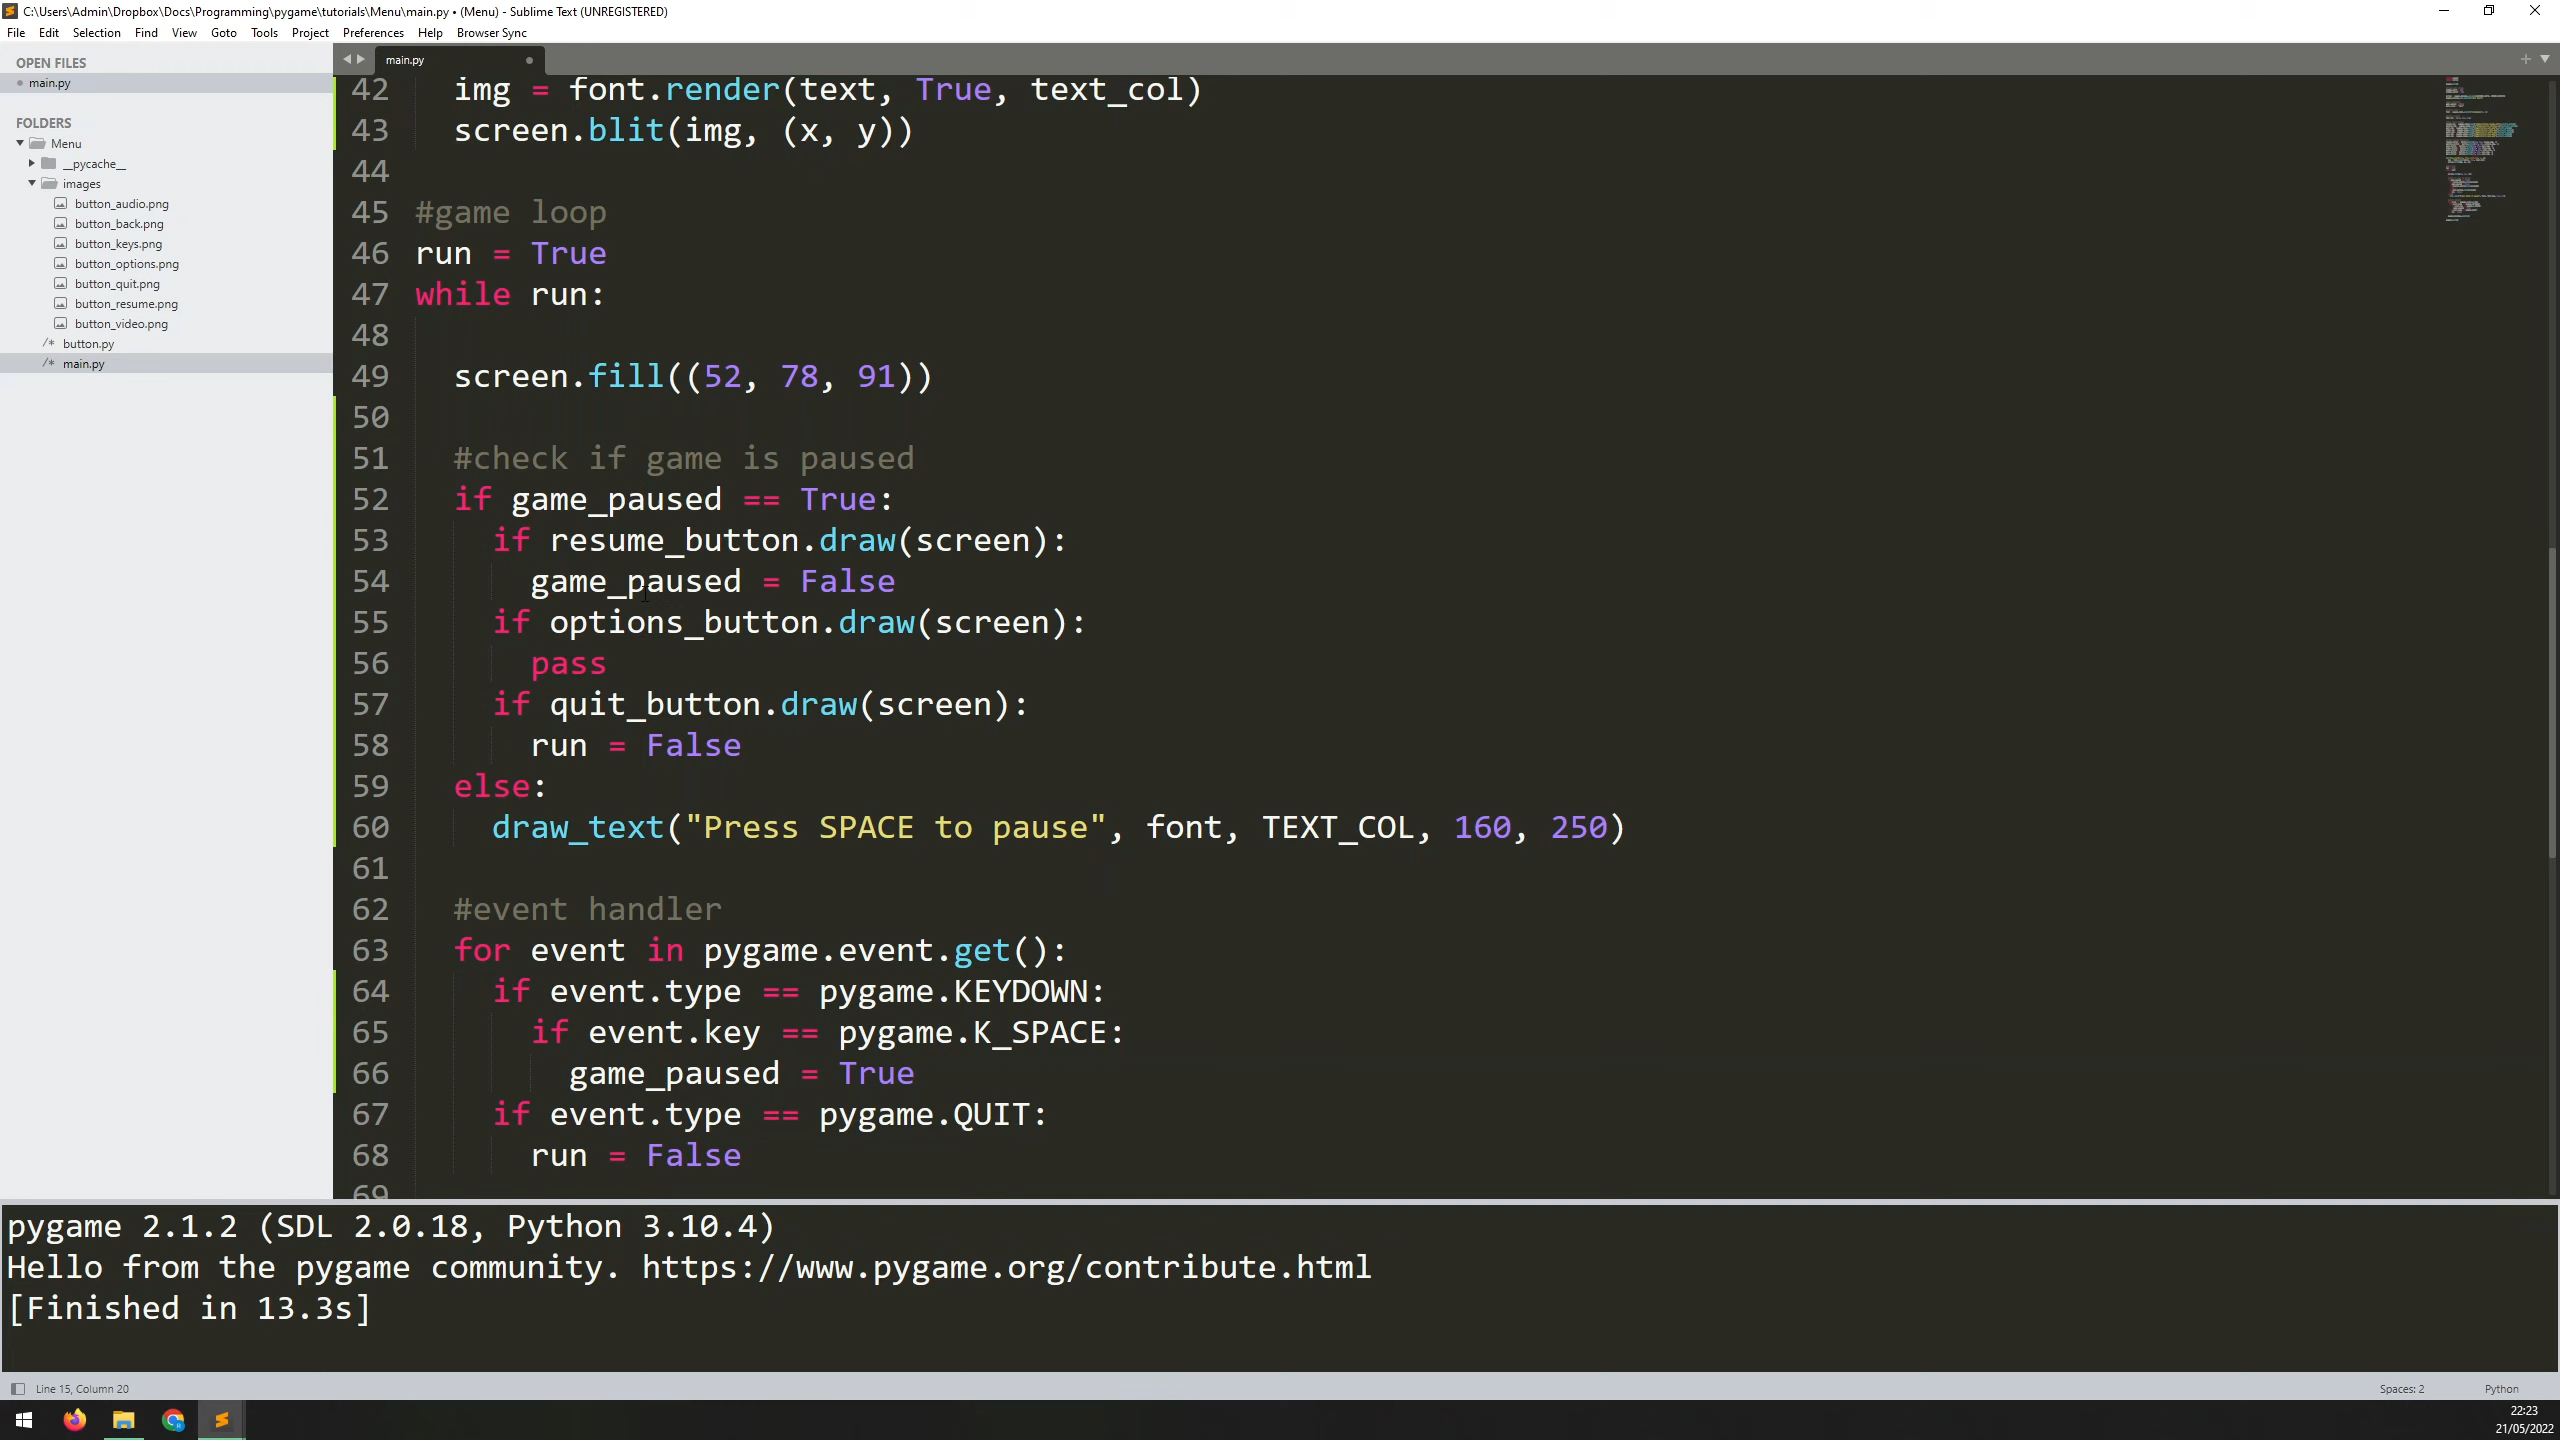 C:\Users\Admin\Dropbox\Docs\Programming\pygame\tutorials\Menu\main.py • (Menu) - Sublime Text (UNREGISTERED)
File Edit Selection Find View Goto Tools Project Preferences Help Browser Sync
OPEN FILES
main.py
FOLDERS
Menu
__pycache__
images
button_audio.png
button_back.png
button_keys.png
button_options.png
button_quit.png
button_resume.png
button_video.png
/* button.py
/* main.py
main.py
42 img = font.render(text, True, text_col)
43 screen.blit(img, (x, y))
44
45 #game loop
46 run = True
47 while run:
48
49 screen.fill((52, 78, 91))
50
51 #check if game is paused
52 if game_paused == True:
53 if resume_button.draw(screen):
54 game_paused = False
55 if options_button.draw(screen):
56 pass
57 if quit_button.draw(screen):
58 run = False
59 else:
60 draw_text("Press SPACE to pause", font, TEXT_COL, 160, 250)
61
62 #event handler
63 for event in pygame.event.get():
64 if event.type == pygame.KEYDOWN:
65 if event.key == pygame.K_SPACE:
66 game_paused = True
67 if event.type == pygame.QUIT:
68 run = False
69
pygame 2.1.2 (SDL 2.0.18, Python 3.10.4)
Hello from the pygame community. https://www.pygame.org/contribute.html
[Finished in 13.3s]
Line 15, Column 20
Spaces: 2
Python
22:23
21/05/2022